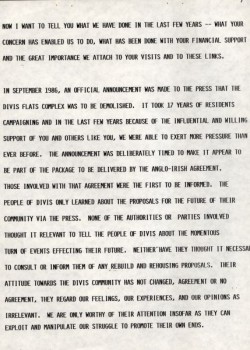 NOW I WANT TO TELL YOU WHAT WE HAVE DONE IN THE LAST FEW YEARS -- WHAT YOUR
CONCERN HAS ENABLED US TO DO, WHAT HAS BEEN DONE WITH YOUR FINANCIAL SUPPORT
AND THE GREAT IMPORTANCE WE ATTACH TO YOUR VISITS AND TO THESE LINKS.
IN SEPTEMBER 1986, AN OFFICIAL ANNOUNCEMENT WAS MADE TO THE PRESS THAT THE
DIVIS FLATS COMPLEX WAS TO BE DEMOLISHED. IT TOOK 17 YEARS OF RESIDENTS
CAMPAIGNING AND IN THE LAST FEW YEARS BECAUSE OF THE INFLUENTIAL AND WILLING
SUPPORT OF YOU AND OTHERS LIKE YOU, WE WERE ABLE TO EXERT MORE PRESSURE THAN
EVER BEFORE. THE ANNOUNCEMENT WAS DELIBERATELY TIMED TO MAKE IT APPEAR TO
BE PART OF THE PACKAGE TO BE DELIVERED BY THE ANGLO-IRISH AGREEMENT.
THOSE INVOLVED WITH THAT AGREEMENT WERE THE FIRST TO BE INFORMED. THE
PEOPLE OF DIVIS ONLY LEARNED ABOUT THE PROPOSALS FOR THE FUTURE OF THEIR
COMMUNITY VIA THE PRESS. NONE OF THE AUTHORITIES OR PARTIES INVOLVED
THOUGHT IT RELEVANT TO TELL THE PEOPLE OF DIVIS ABOUT THE MOMENTOUS
TURN OF EVENTS EFFECTING THEIR FUTURE. NEITHER HAVE THEY THOUGHT IT NECESSA
TO CONSULT OR INFORM THEM OF ANY REBUILD AND REHOUSING PROPOSALS. THEIR
ATTITUDE TOWARDS THE DIVIS COMMUNITY HAS NOT CHANGED, AGREEMENT OR NO
AGREEMENT, THEY REGARD OUR FEELINGS, OUR EXPERIENCES, AND OUR OPINIONS AS
IRRELEVANT. WE ARE ONLY WORTHY OF THEIR ATTENTION INSOFAR AS THEY CAN
EXPLOIT AND MANIPULATE OUR STRUGGLE TO PROMOTE THEIR OWN ENDS.